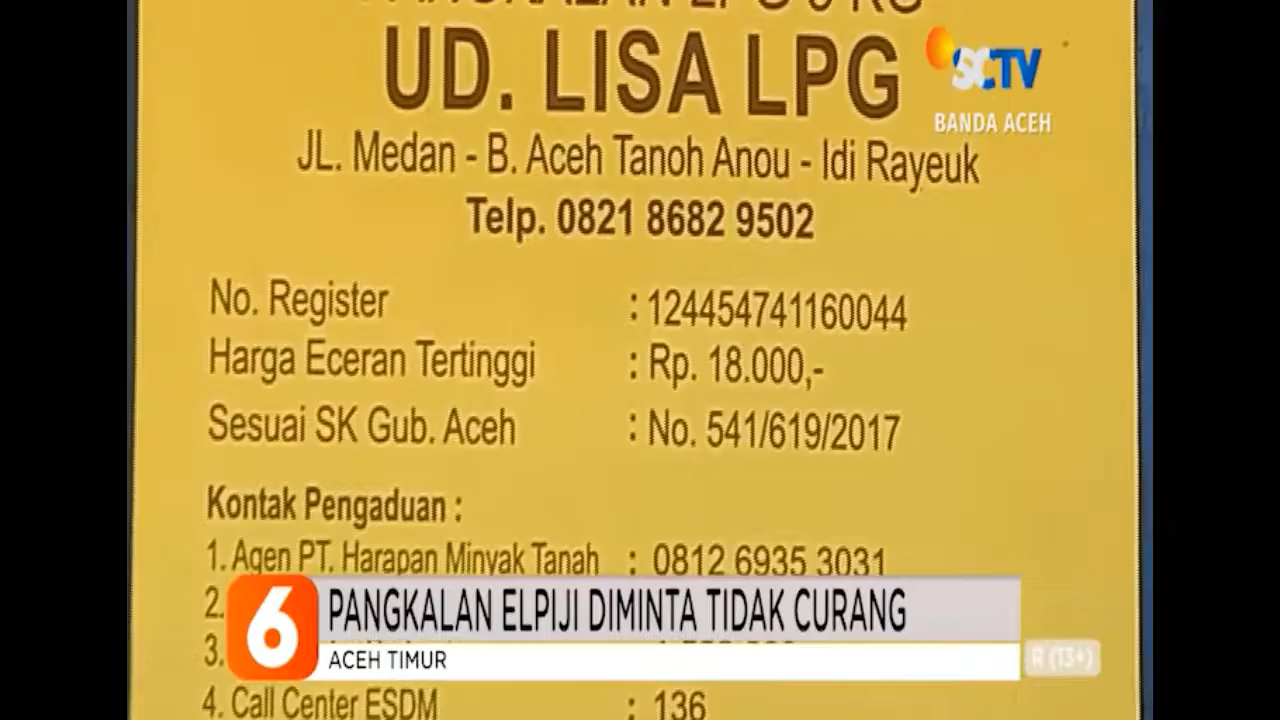 UD. LISA LPG
SCTV
BANDA ACEH
JL. Medan - B. Aceh Tanoh Anou - Idi Rayeuk
Telp. 0821 8682 9502
No. Register : 124454741160044
Harga Eceran Tertinggi : Rp. 18.000,-
Sesuai SK Gub. Aceh : No. 541/619/2017
Kontak Pengaduan :
1. Agen PT. Harapan Minyak Tanah : 0812 6935 3031
2.
3.
4. Call Center ESDM : 136
6
PANGKALAN ELPIJI DIMINTA TIDAK CURANG
ACEH TIMUR
R (13+)